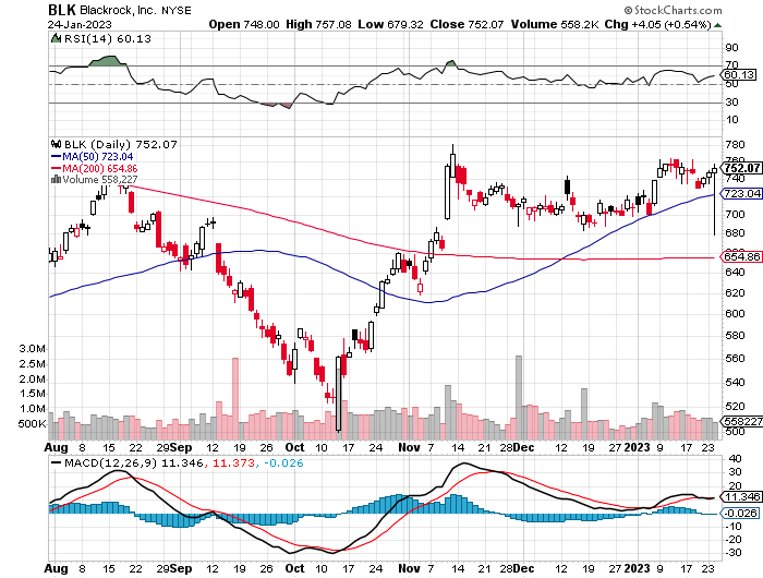 BLK Blackrock, Inc. NYSE © StockCharts.com
24-Jan-2023 Open 748.00 High 757.08 Low 679.32 Close 752.07 Volume 558.2K Chg +4.05 (+0.54%)
RSI(14) 60.13
90
70
60.13
50
30
10
BLK (Daily) 752.07
MA(50) 723.04
MA(200) 654.86
Volume 558,227
780
760
752.07
740
723.04
700
680
660
654.86
640
620
600
580
560
540
520
500
3.0M
2.5M
2.0M
1.5M
1.0M
500K
558227
Aug 8 15 22 29 Sep 12 19 26 Oct 10 17 24 Nov 7 14 21 28 Dec 12 19 27 2023 9 17 23
MACD(12,26,9) 11.346, 11.373, -0.026
40
30
20
11.346
-0.026
-10
-20
-30
Aug 8 15 22 29 Sep 12 19 26 Oct 10 17 24 Nov 7 14 21 28 Dec 12 19 27 2023 9 17 23